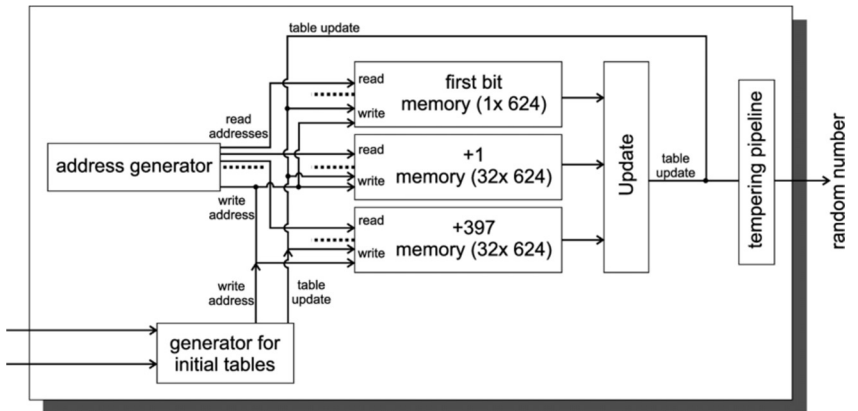 table update
read
first bit
memory (1x 624)
write
read
addresses
address generator
read
+1
memory (32x 624)
write
write
address
read
+397
memory (32x 624)
write
Update
table
update
tempering pipeline
random number
write
address
table
update
generator for
initial tables